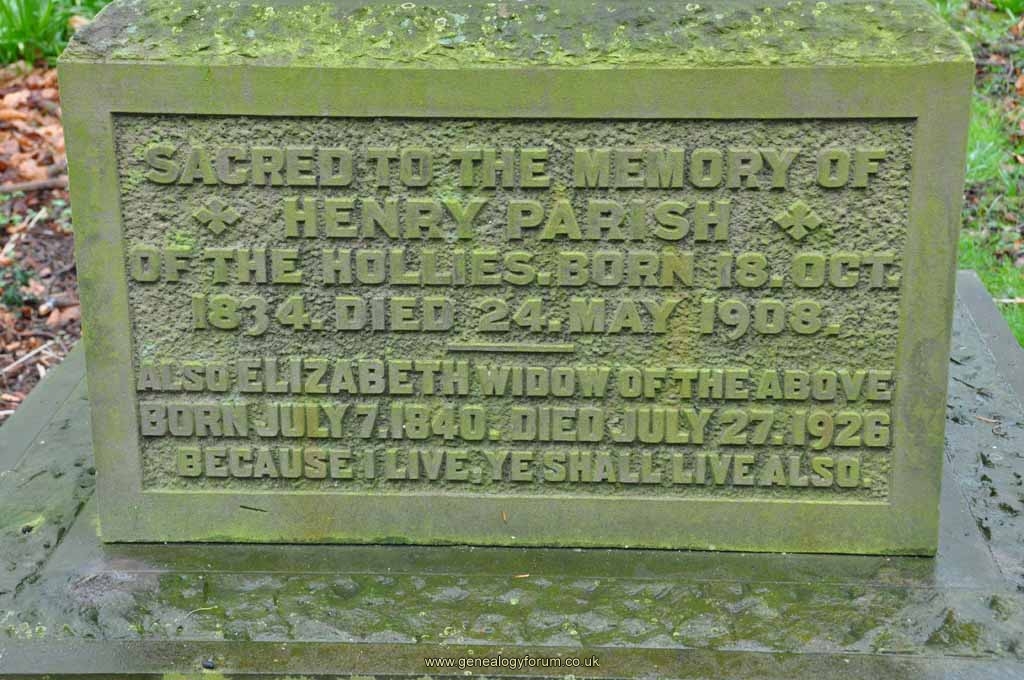 SACRED TO THE MEMORY OF
HENRY PARISH
OF THE HOLLIES. BORN 18. OCT.
1834. DIED 24. MAY 1908.
ALSO ELIZABETH WIDOW OF THE ABOVE
BORN JULY 7. 1840. DIED JULY 27. 1926
BECAUSE I LIVE, YE SHALL LIVE ALSO.
www.genealogyforum.co.uk